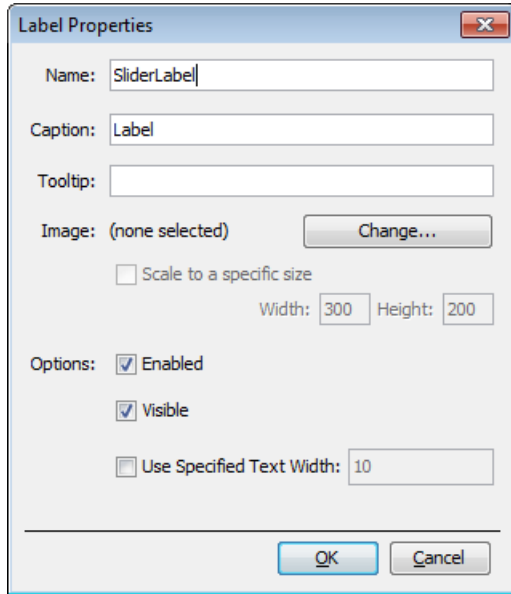 Label Properties
Name: SliderLabel
Caption: Label
Tooltip:
Image: (none selected) Change...
Scale to a specific size
Width: 300 Height: 200
Options: Enabled
Visible
Use Specified Text Width: 10
OK Cancel